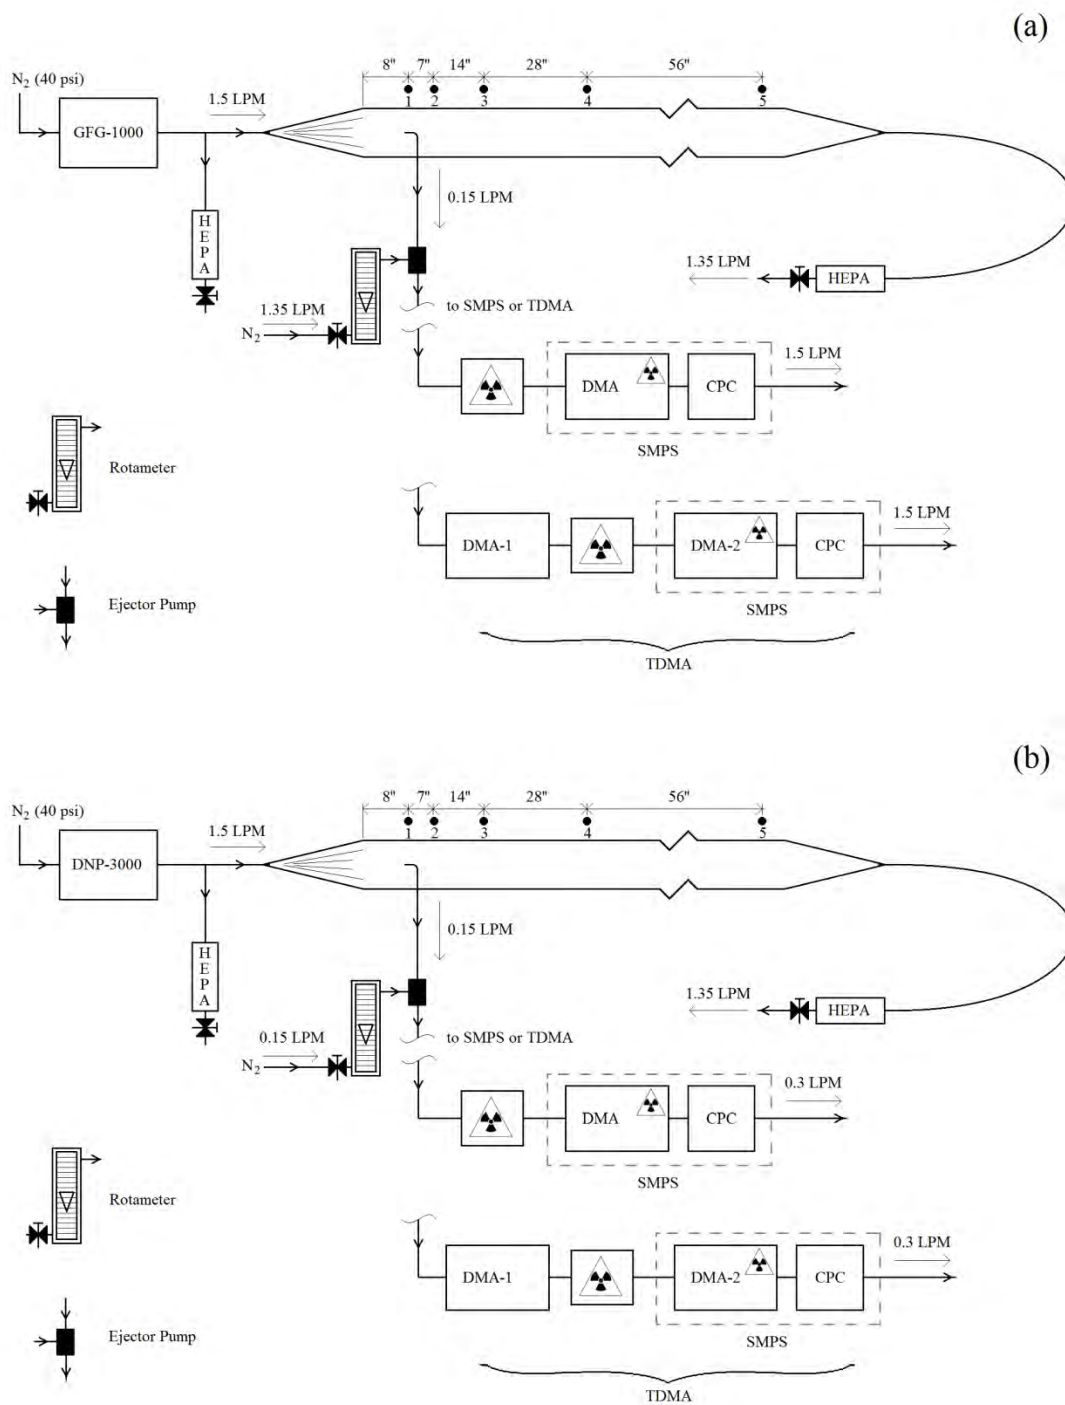 (a)
8" 7" 14" 28" 56"
N₂ (40 psi)
1.5 LPM
1 2 3 4 5
GFG-1000
0.15 LPM
HEPA
1.35 LPM
HEPA
1.35 LPM
N₂
to SMPS or TDMA
1.5 LPM
DMA CPC
SMPS
Rotameter
1.5 LPM
DMA-1 DMA-2 CPC
Ejector Pump
SMPS
TDMA
(b)
8" 7" 14" 28" 56"
N₂ (40 psi)
1.5 LPM
1 2 3 4 5
DNP-3000
0.15 LPM
HEPA
1.35 LPM
HEPA
0.15 LPM
N₂
to SMPS or TDMA
0.3 LPM
DMA CPC
SMPS
Rotameter
0.3 LPM
DMA-1 DMA-2 CPC
Ejector Pump
SMPS
TDMA